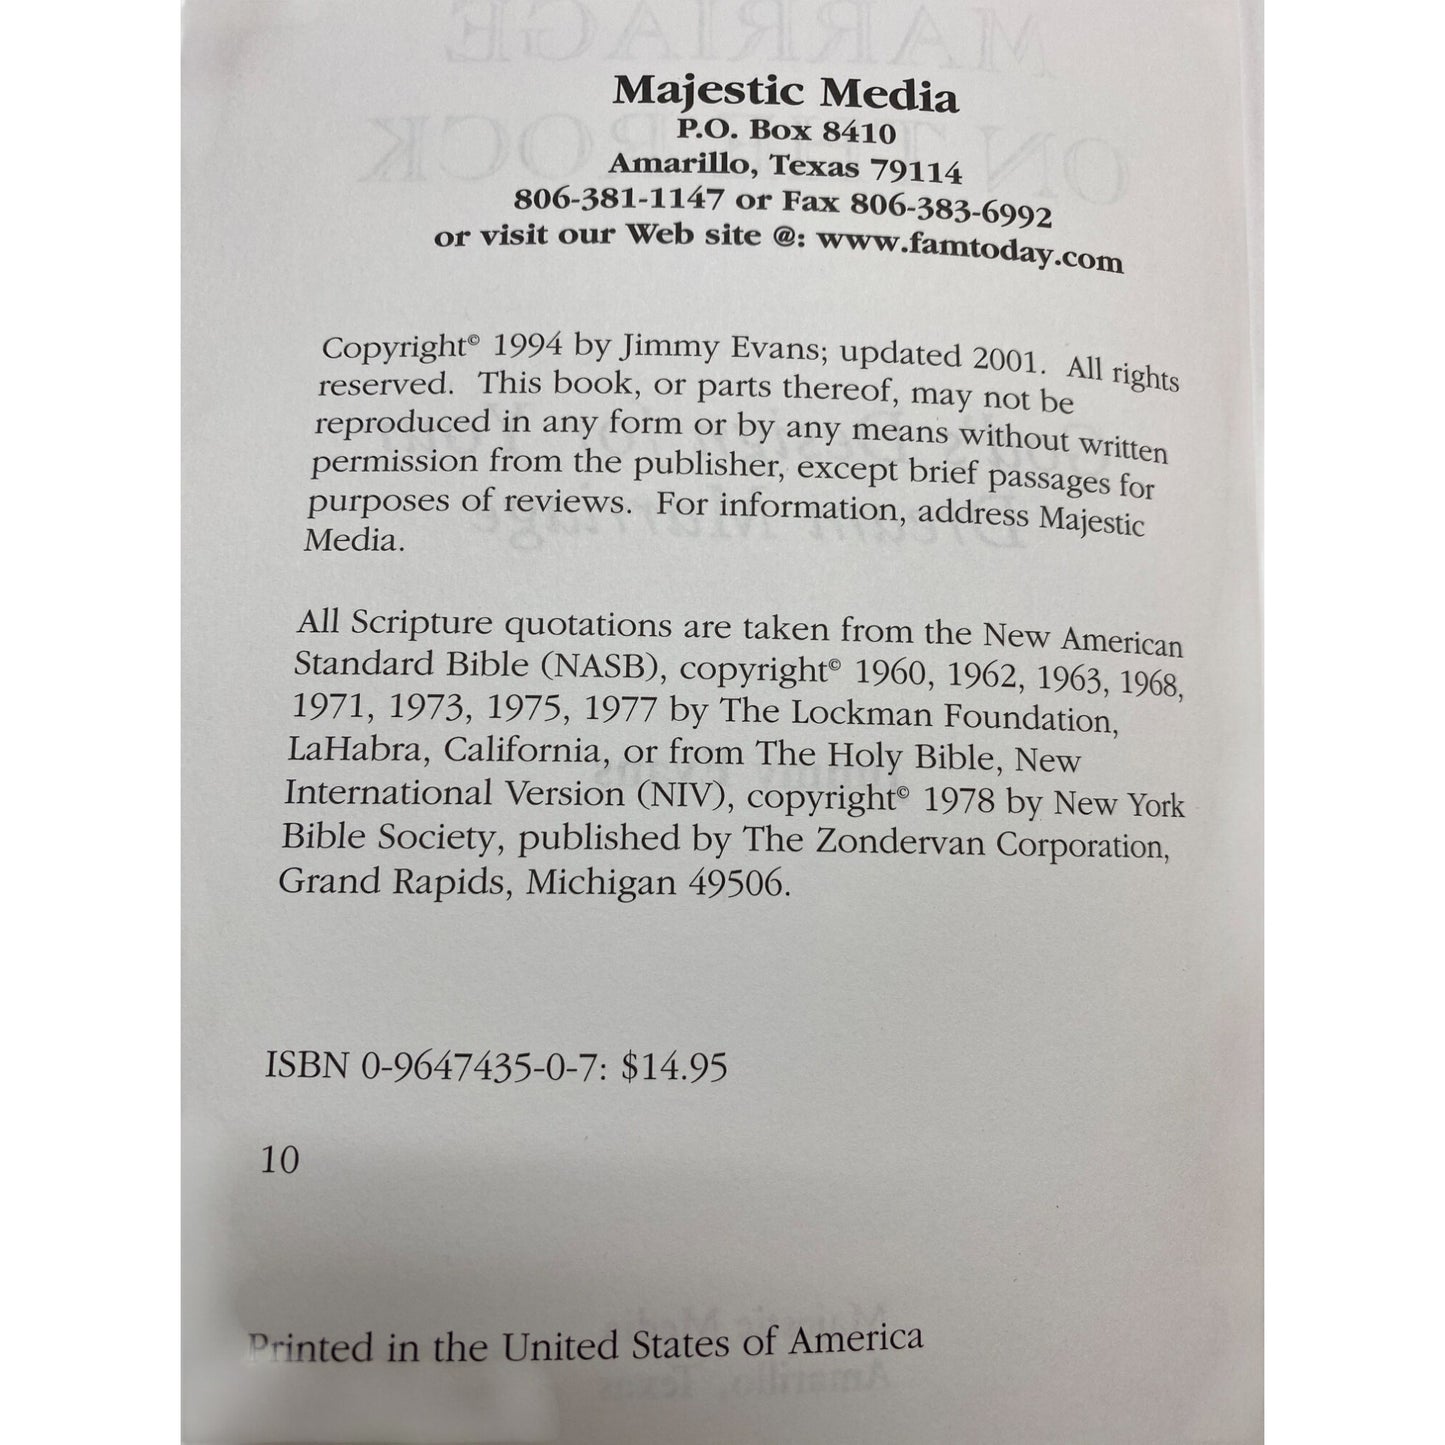 Majestic Media
P.O. Box 8410
Amarillo, Texas 79114
806-381-1147 or Fax 806-383-6992
or visit our Web site @: www.famtoday.com
Copyright© 1994 by Jimmy Evans; updated 2001. All rights
reserved. This book, or parts thereof, may not be
reproduced in any form or by any means without written
permission from the publisher, except brief passages for
purposes of reviews. For information, address Majestic
Media.
All Scripture quotations are taken from the New American
Standard Bible (NASB), copyright© 1960, 1962, 1963, 1968,
1971, 1973, 1975, 1977 by The Lockman Foundation,
LaHabra, California, or from The Holy Bible, New
International Version (NIV), copyright© 1978 by New York
Bible Society, published by The Zondervan Corporation,
Grand Rapids, Michigan 49506.
ISBN 0-9647435-0-7: $14.95
10
Printed in the United States of America